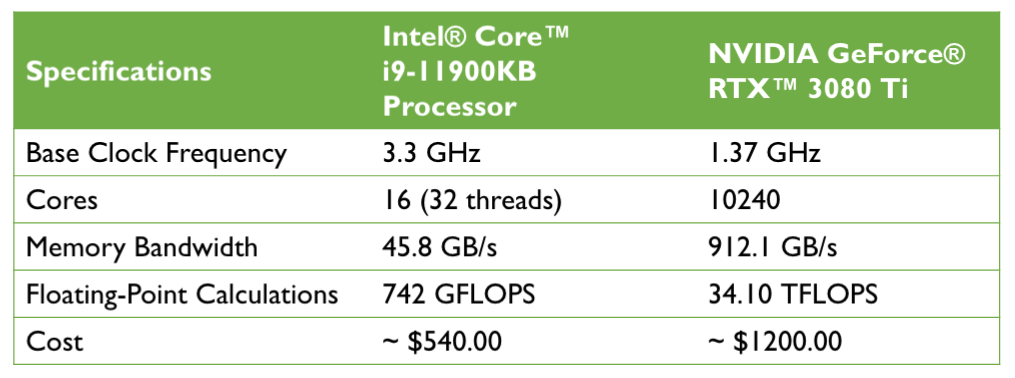 Specifications
Intel® Core™
i9-11900KB
Processor
NVIDIA GeForce®
RTX™ 3080 Ti
Base Clock Frequency 3.3 GHz 1.37 GHz
Cores 16 (32 threads) 10240
Memory Bandwidth 45.8 GB/s 912.1 GB/s
Floating-Point Calculations 742 GFLOPS 34.10 TFLOPS
Cost ~ $540.00 ~ $1200.00